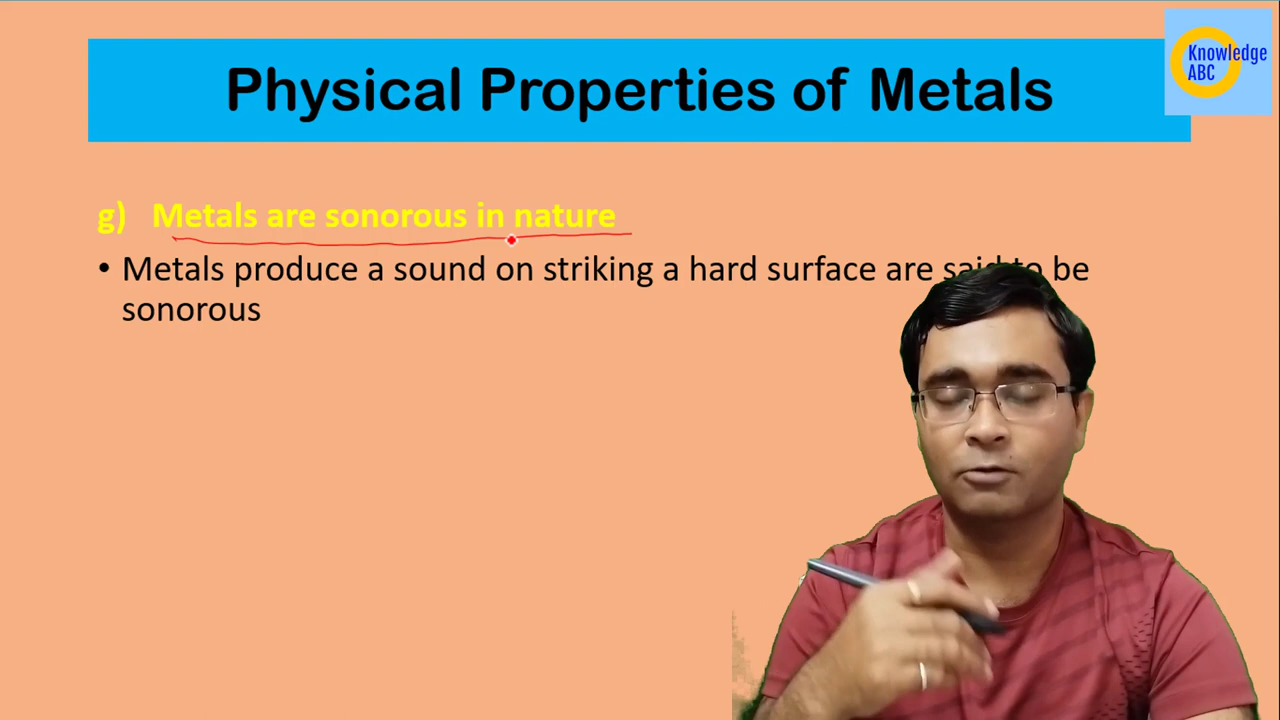 Physical Properties of Metals
Knowledge
ABC
g) Metals are sonorous in nature
• Metals produce a sound on striking a hard surface are said to be
sonorous